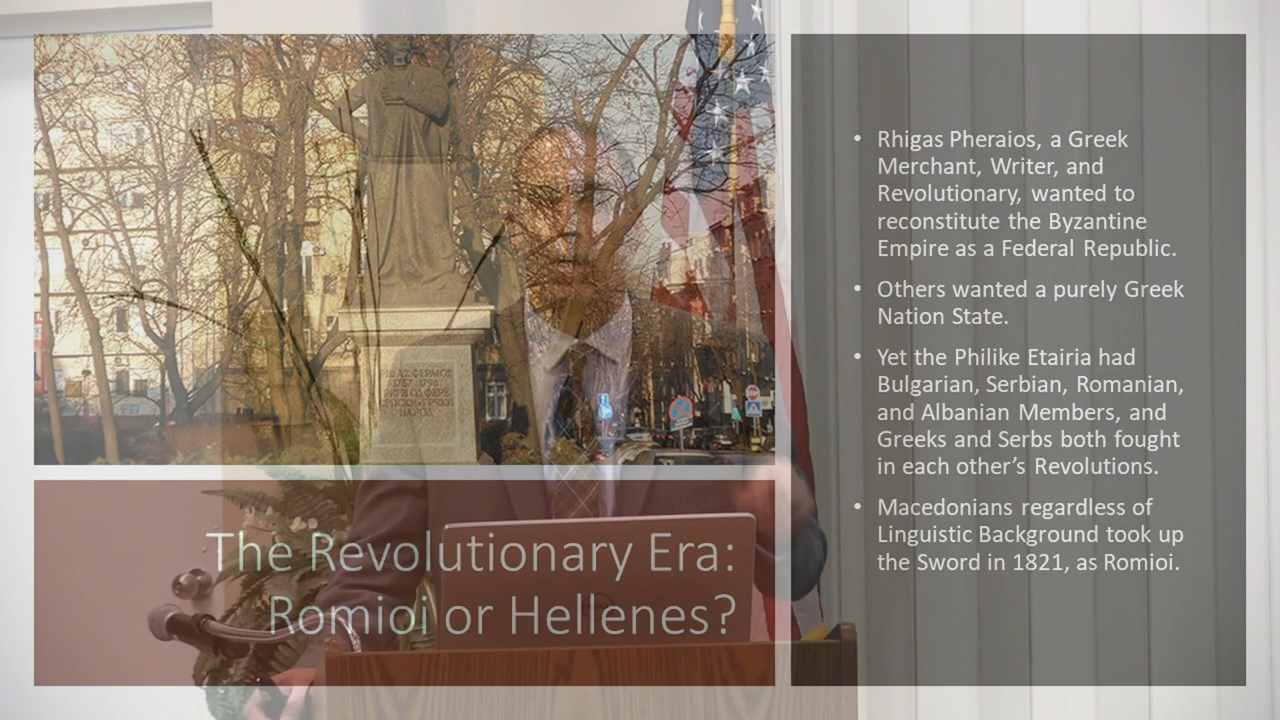 1757 1798
НАРОД
The Revolutionary Era:
Romioi or Hellenes?
• Rhigas Pheraios, a Greek
Merchant, Writer, and
Revolutionary, wanted to
reconstitute the Byzantine
Empire as a Federal Republic.
• Others wanted a purely Greek
Nation State.
• Yet the Philike Etairia had
Bulgarian, Serbian, Romanian,
and Albanian Members, and
Greeks and Serbs both fought
in each other's Revolutions.
• Macedonians regardless of
Linguistic Background took up
the Sword in 1821, as Romioi.